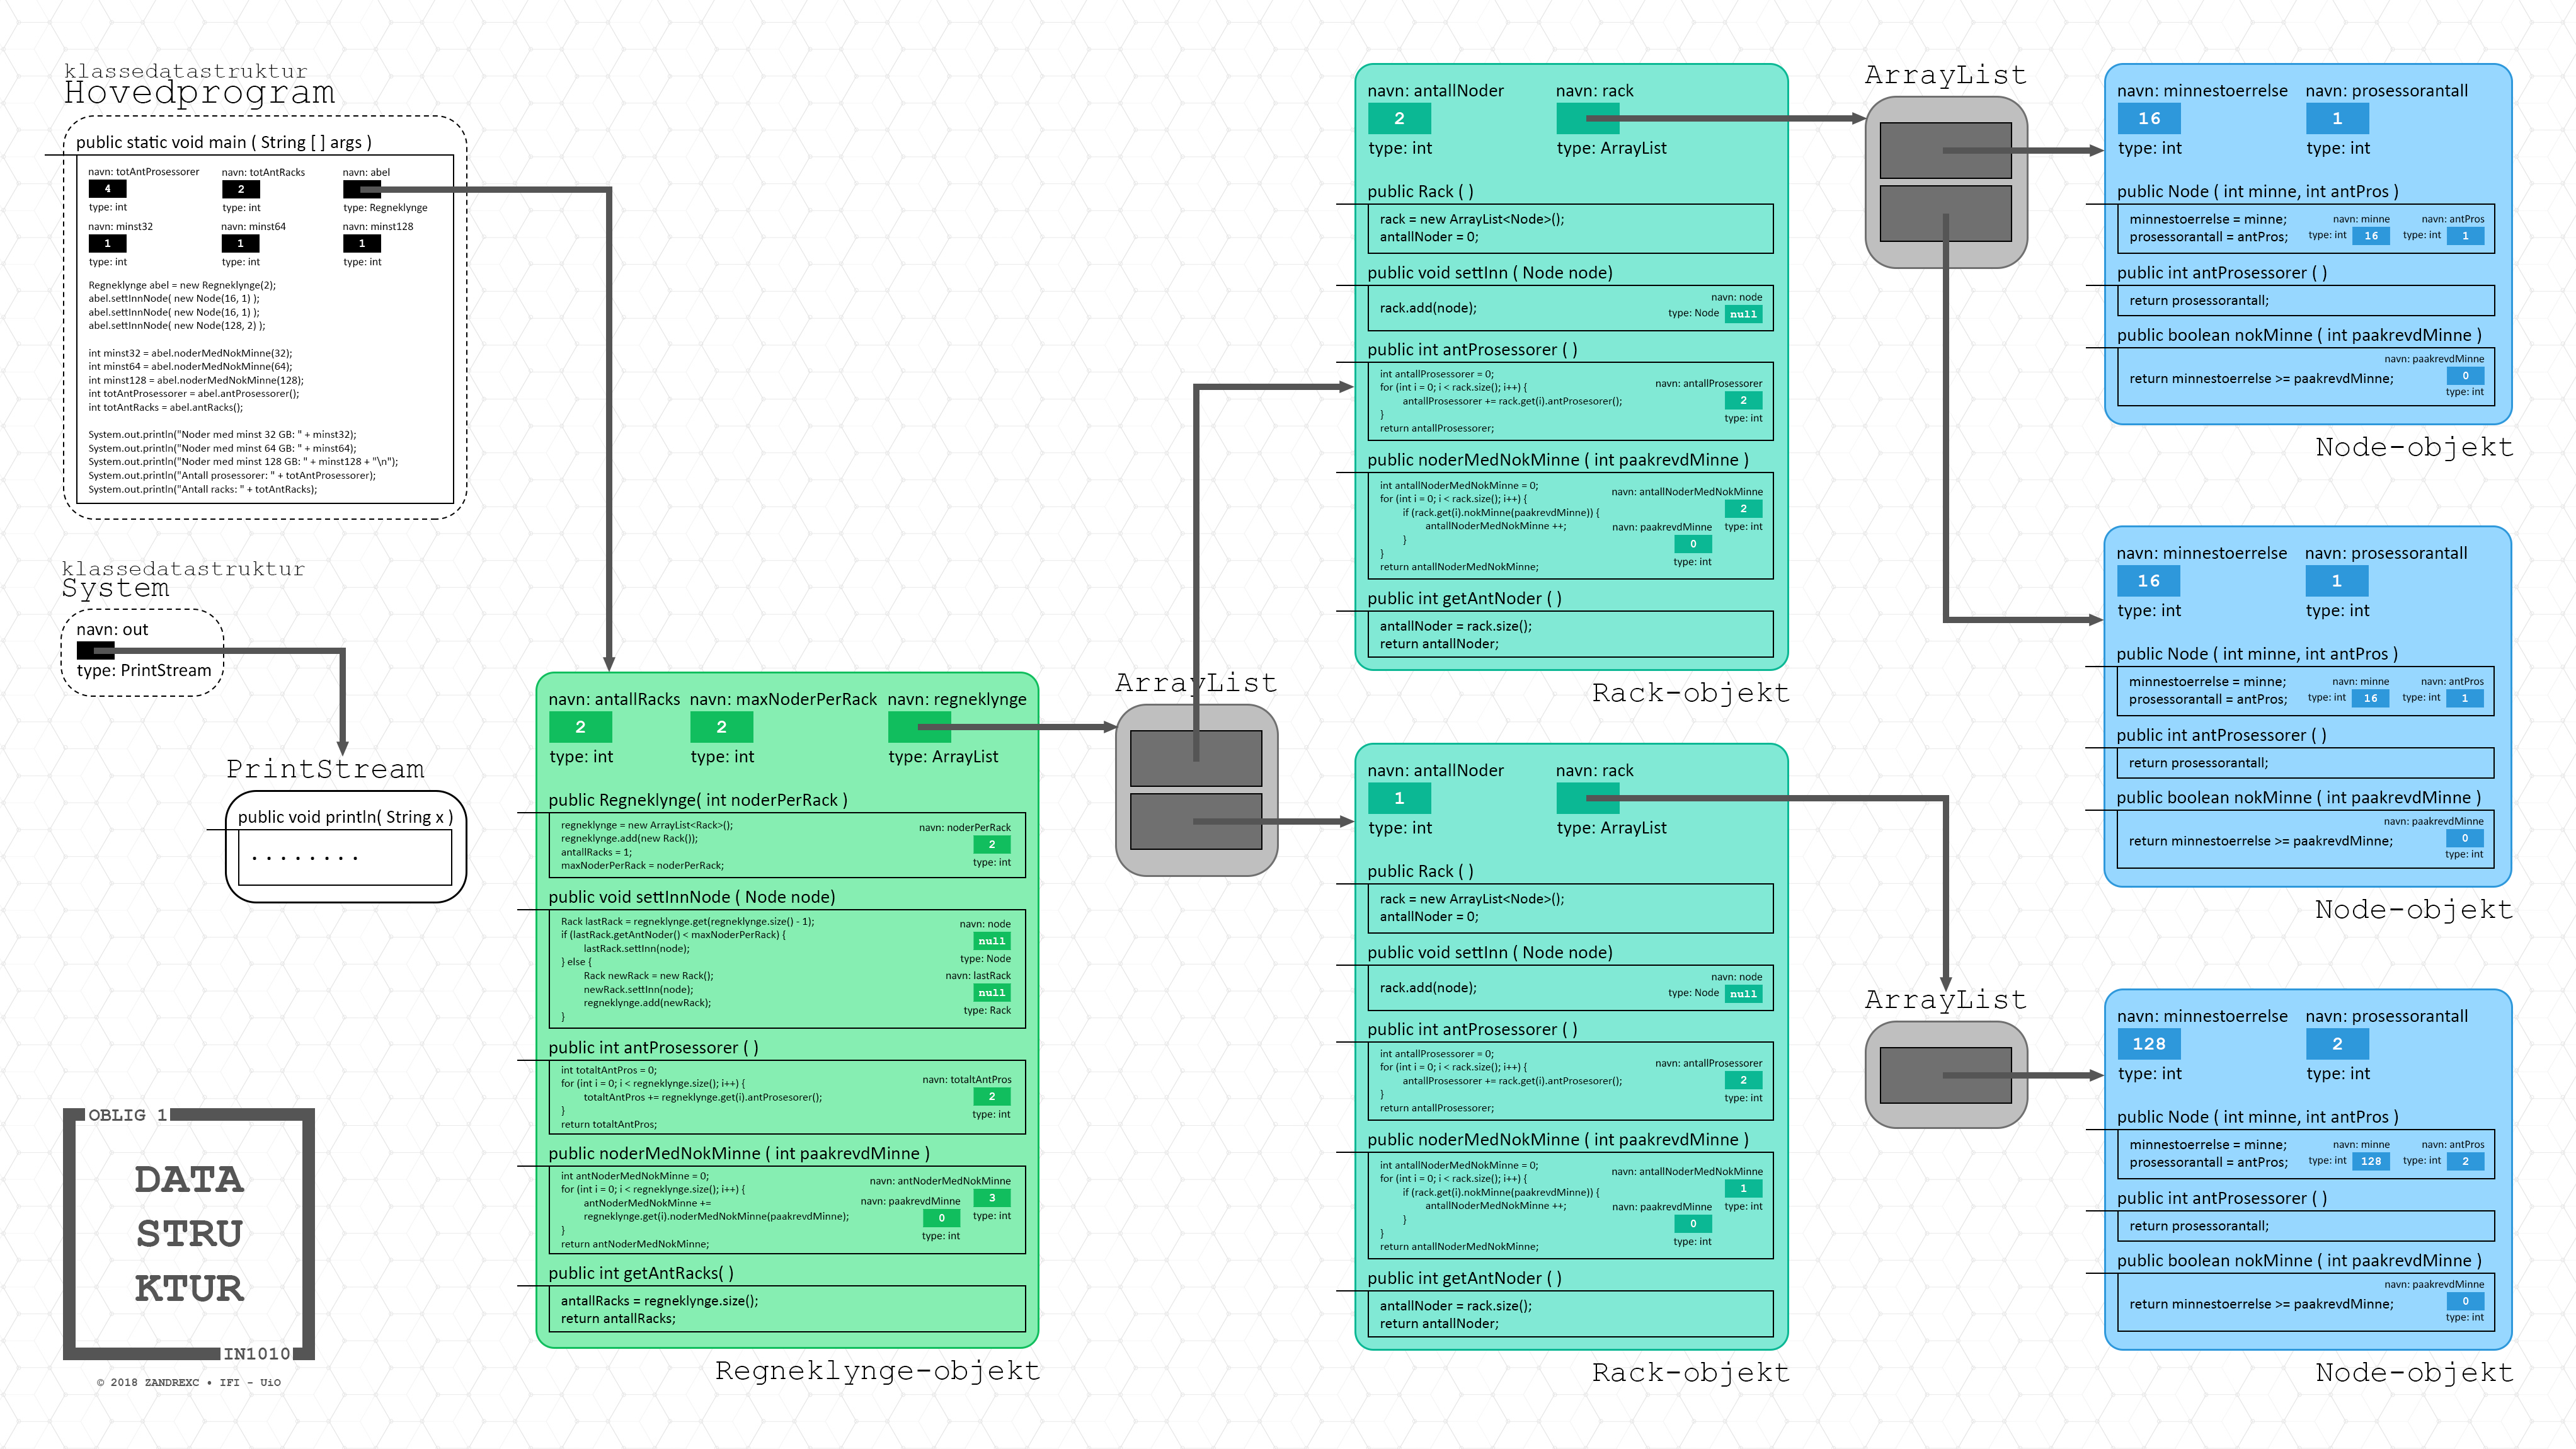 klassedatastruktur
Hovedprogram
public static void main ( String [ ] args )
navn: totAntProsessorer
4
type: int
navn: totAntRacks
2
type: int
navn: abel
type: Regneklynge
navn: minst32
1
type: int
navn: minst64
1
type: int
navn: minst128
1
type: int
Regneklynge abel = new Regneklynge(2);
abel.settInnNode( new Node(16, 1) );
abel.settInnNode( new Node(16, 1) );
abel.settInnNode( new Node(128, 2) );
int minst32 = abel.noderMedNokMinne(32);
int minst64 = abel.noderMedNokMinne(64);
int minst128 = abel.noderMedNokMinne(128);
int totAntProsessorer = abel.antProsessorer();
int totAntRacks = abel.antRacks();
System.out.println("Noder med minst 32 GB: " + minst32);
System.out.println("Noder med minst 64 GB: " + minst64);
System.out.println("Noder med minst 128 GB: " + minst128 + "\n");
System.out.println("Antall prosessorer: " + totAntProsessorer);
System.out.println("Antall racks: " + totAntRacks);
klassedatastruktur
System
navn: out
type: PrintStream
PrintStream
public void println( String x )
. . . . . . . .
OBLIG 1
DATA
STRU
KTUR
IN1010
© 2018 ZANDREXC • IFI - UiO
navn: antallRacks
2
type: int
navn: maxNoderPerRack
2
type: int
navn: regneklynge
type: ArrayList
public Regneklynge( int noderPerRack )
regneklynge = new ArrayList<Rack>();
regneklynge.add(new Rack());
antallRacks = 1;
maxNoderPerRack = noderPerRack;
navn: noderPerRack
2
type: int
public void settInnNode ( Node node)
Rack lastRack = regneklynge.get(regneklynge.size() - 1);
if (lastRack.getAntNoder() < maxNoderPerRack) {
lastRack.settInn(node);
} else {
Rack newRack = new Rack();
newRack.settInn(node);
regneklynge.add(newRack);
}
navn: node
null
type: Node
navn: lastRack
null
type: Rack
public int antProsessorer ( )
int totaltAntPros = 0;
for (int i = 0; i < regneklynge.size(); i++) {
totaltAntPros += regneklynge.get(i).antProsesorer();
}
return totaltAntPros;
navn: totaltAntPros
2
type: int
public noderMedNokMinne ( int paakrevdMinne )
int antNoderMedNokMinne = 0;
for (int i = 0; i < regneklynge.size(); i++) {
antNoderMedNokMinne +=
regneklynge.get(i).noderMedNokMinne(paakrevdMinne);
}
return antNoderMedNokMinne;
navn: antNoderMedNokMinne
3
type: int
navn: paakrevdMinne
0
type: int
public int getAntRacks( )
antallRacks = regneklynge.size();
return antallRacks;
Regneklynge-objekt
ArrayList
navn: antallNoder
2
type: int
navn: rack
type: ArrayList
public Rack ( )
rack = new ArrayList<Node>();
antallNoder = 0;
public void settInn ( Node node)
rack.add(node);
navn: node
type: Node null
public int antProsessorer ( )
int antallProsessorer = 0;
for (int i = 0; i < rack.size(); i++) {
antallProsessorer += rack.get(i).antProsesorer();
}
return antallProsessorer;
navn: antallProsessorer
2
type: int
public noderMedNokMinne ( int paakrevdMinne )
int antallNoderMedNokMinne = 0;
for (int i = 0; i < rack.size(); i++) {
if (rack.get(i).nokMinne(paakrevdMinne)) {
antallNoderMedNokMinne ++;
}
}
return antallNoderMedNokMinne;
navn: antallNoderMedNokMinne
2
type: int
navn: paakrevdMinne
0
type: int
public int getAntNoder ( )
antallNoder = rack.size();
return antallNoder;
Rack-objekt
navn: antallNoder
1
type: int
navn: rack
type: ArrayList
public Rack ( )
rack = new ArrayList<Node>();
antallNoder = 0;
public void settInn ( Node node)
rack.add(node);
navn: node
type: Node null
public int antProsessorer ( )
int antallProsessorer = 0;
for (int i = 0; i < rack.size(); i++) {
antallProsessorer += rack.get(i).antProsesorer();
}
return antallProsessorer;
navn: antallProsessorer
2
type: int
public noderMedNokMinne ( int paakrevdMinne )
int antallNoderMedNokMinne = 0;
for (int i = 0; i < rack.size(); i++) {
if (rack.get(i).nokMinne(paakrevdMinne)) {
antallNoderMedNokMinne ++;
}
}
return antallNoderMedNokMinne;
navn: antallNoderMedNokMinne
1
type: int
navn: paakrevdMinne
0
type: int
public int getAntNoder ( )
antallNoder = rack.size();
return antallNoder;
Rack-objekt
ArrayList
ArrayList
navn: minnestoerrelse
16
type: int
navn: prosessorantall
1
type: int
public Node ( int minne, int antPros )
minnestoerrelse = minne;
prosessorantall = antPros;
navn: minne
type: int 16
navn: antPros
type: int 1
public int antProsessorer ( )
return prosessorantall;
public boolean nokMinne ( int paakrevdMinne )
return minnestoerrelse >= paakrevdMinne;
navn: paakrevdMinne
0
type: int
Node-objekt
navn: minnestoerrelse
16
type: int
navn: prosessorantall
1
type: int
public Node ( int minne, int antPros )
minnestoerrelse = minne;
prosessorantall = antPros;
navn: minne
type: int 16
navn: antPros
type: int 1
public int antProsessorer ( )
return prosessorantall;
public boolean nokMinne ( int paakrevdMinne )
return minnestoerrelse >= paakrevdMinne;
navn: paakrevdMinne
0
type: int
Node-objekt
navn: minnestoerrelse
128
type: int
navn: prosessorantall
2
type: int
public Node ( int minne, int antPros )
minnestoerrelse = minne;
prosessorantall = antPros;
navn: minne
type: int 128
navn: antPros
type: int 2
public int antProsessorer ( )
return prosessorantall;
public boolean nokMinne ( int paakrevdMinne )
return minnestoerrelse >= paakrevdMinne;
navn: paakrevdMinne
0
type: int
Node-objekt